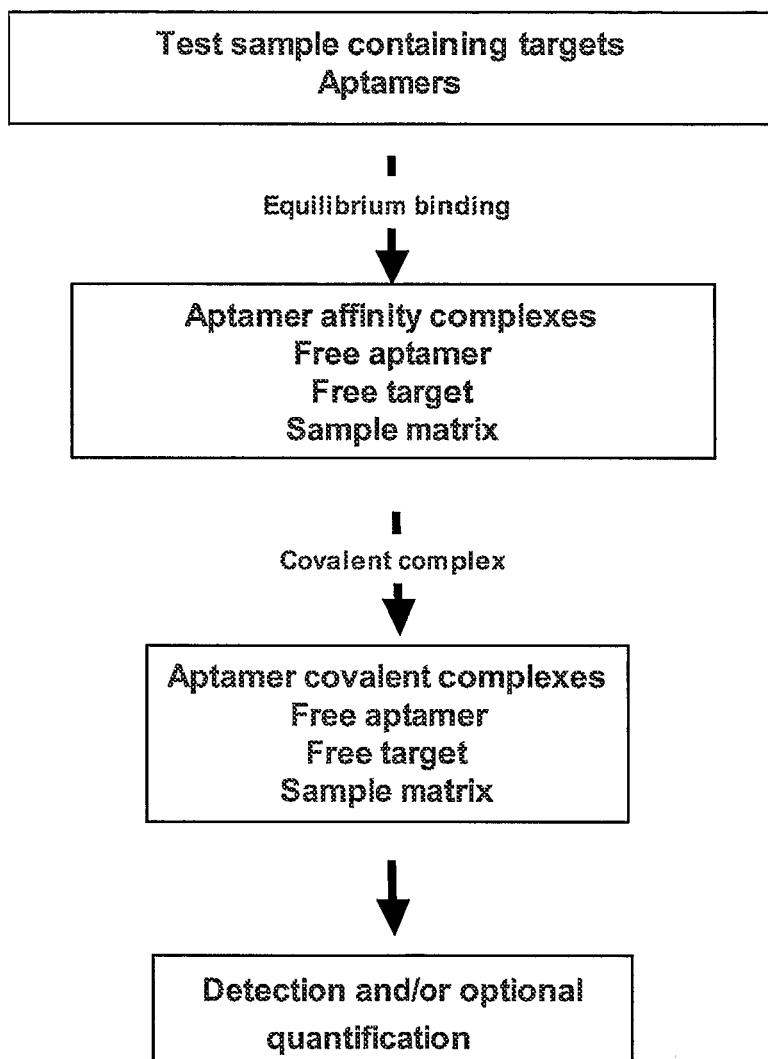 Test sample containing targets
Aptamers
Equilibrium binding
Aptamer affinity complexes
Free aptamer
Free target
Sample matrix
Covalent complex
Aptamer covalent complexes
Free aptamer
Free target
Sample matrix
Detection and/or optional
quantification